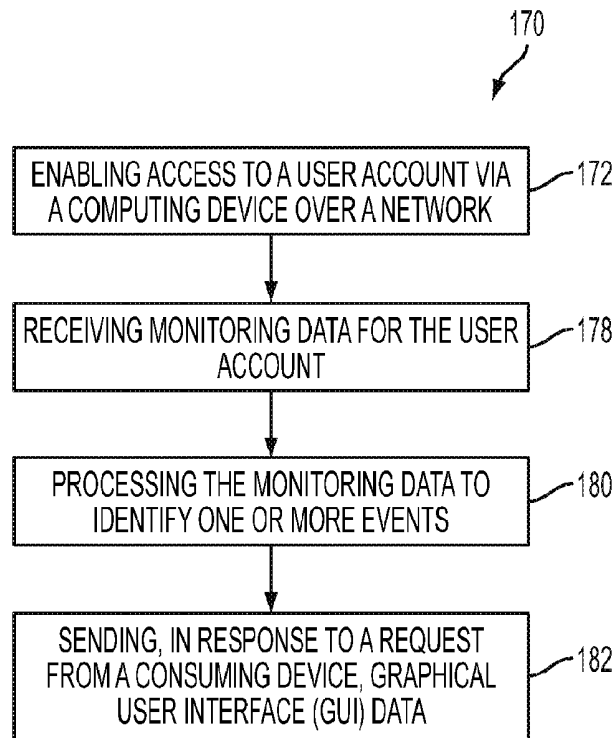 170
ENABLING ACCESS TO A USER ACCOUNT VIA
A COMPUTING DEVICE OVER A NETWORK
172
RECEIVING MONITORING DATA FOR THE USER
ACCOUNT
178
PROCESSING THE MONITORING DATA TO
IDENTIFY ONE OR MORE EVENTS
180
SENDING, IN RESPONSE TO A REQUEST
FROM A CONSUMING DEVICE, GRAPHICAL
USER INTERFACE (GUI) DATA
182